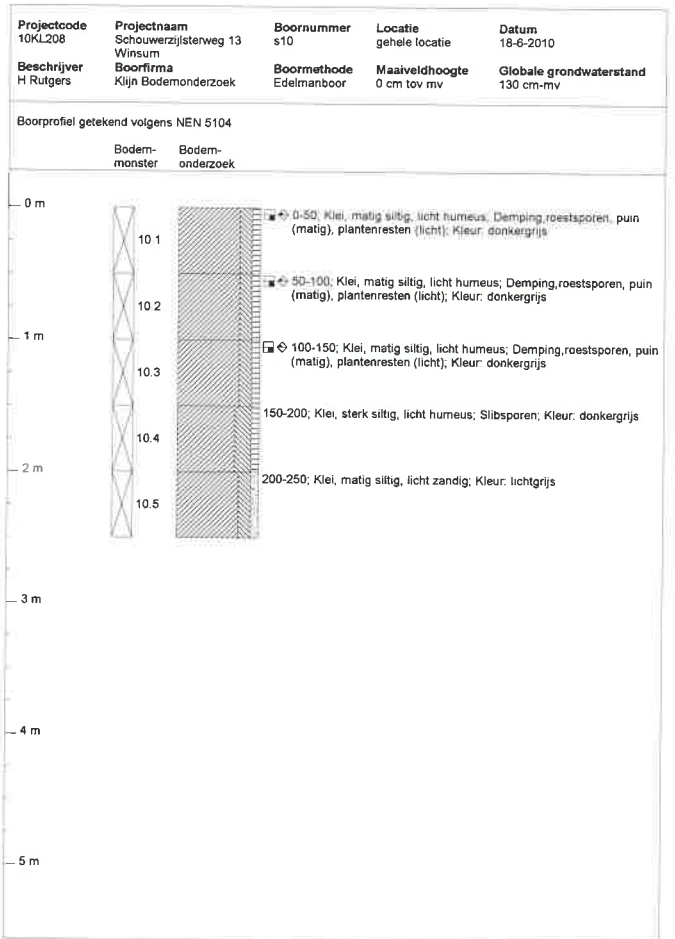 Projectcode Projectnaam Boornummer Locatie Datum
10KL208 Schouwerzijlsterweg 13 s10 gehele locatie 18-6-2010
Winsum
Beschrijver Boorfirma Boormethode Maaiveldhoogte Globale grondwaterstand
H Rutgers Klijn Bodemonderzoek Edelmanboor 0 cm tov mv 130 cm-mv
Boorprofiel getekend volgens NEN 5104
Bodem- Bodem-
monster onderzoek
0 m
0-50; Klei, matig siltig, licht humeus; Demping,roestsporen, puin
(matig), plantenresten (licht); Kleur: donkergrijs
10 1
50-100; Klei, matig siltig, licht humeus; Demping,roestsporen, puin
(matig), plantenresten (licht); Kleur: donkergrijs
10 2
1 m
100-150; Klei, matig siltig, licht humeus; Demping,roestsporen, puin
(matig), plantenresten (licht); Kleur: donkergrijs
10.3
150-200; Klei, sterk siltig, licht humeus; Slibsporen; Kleur: donkergrijs
10.4
2 m
200-250; Klei, matig siltig, licht zandig; Kleur: lichtgrijs
10.5
3 m
4 m
5 m